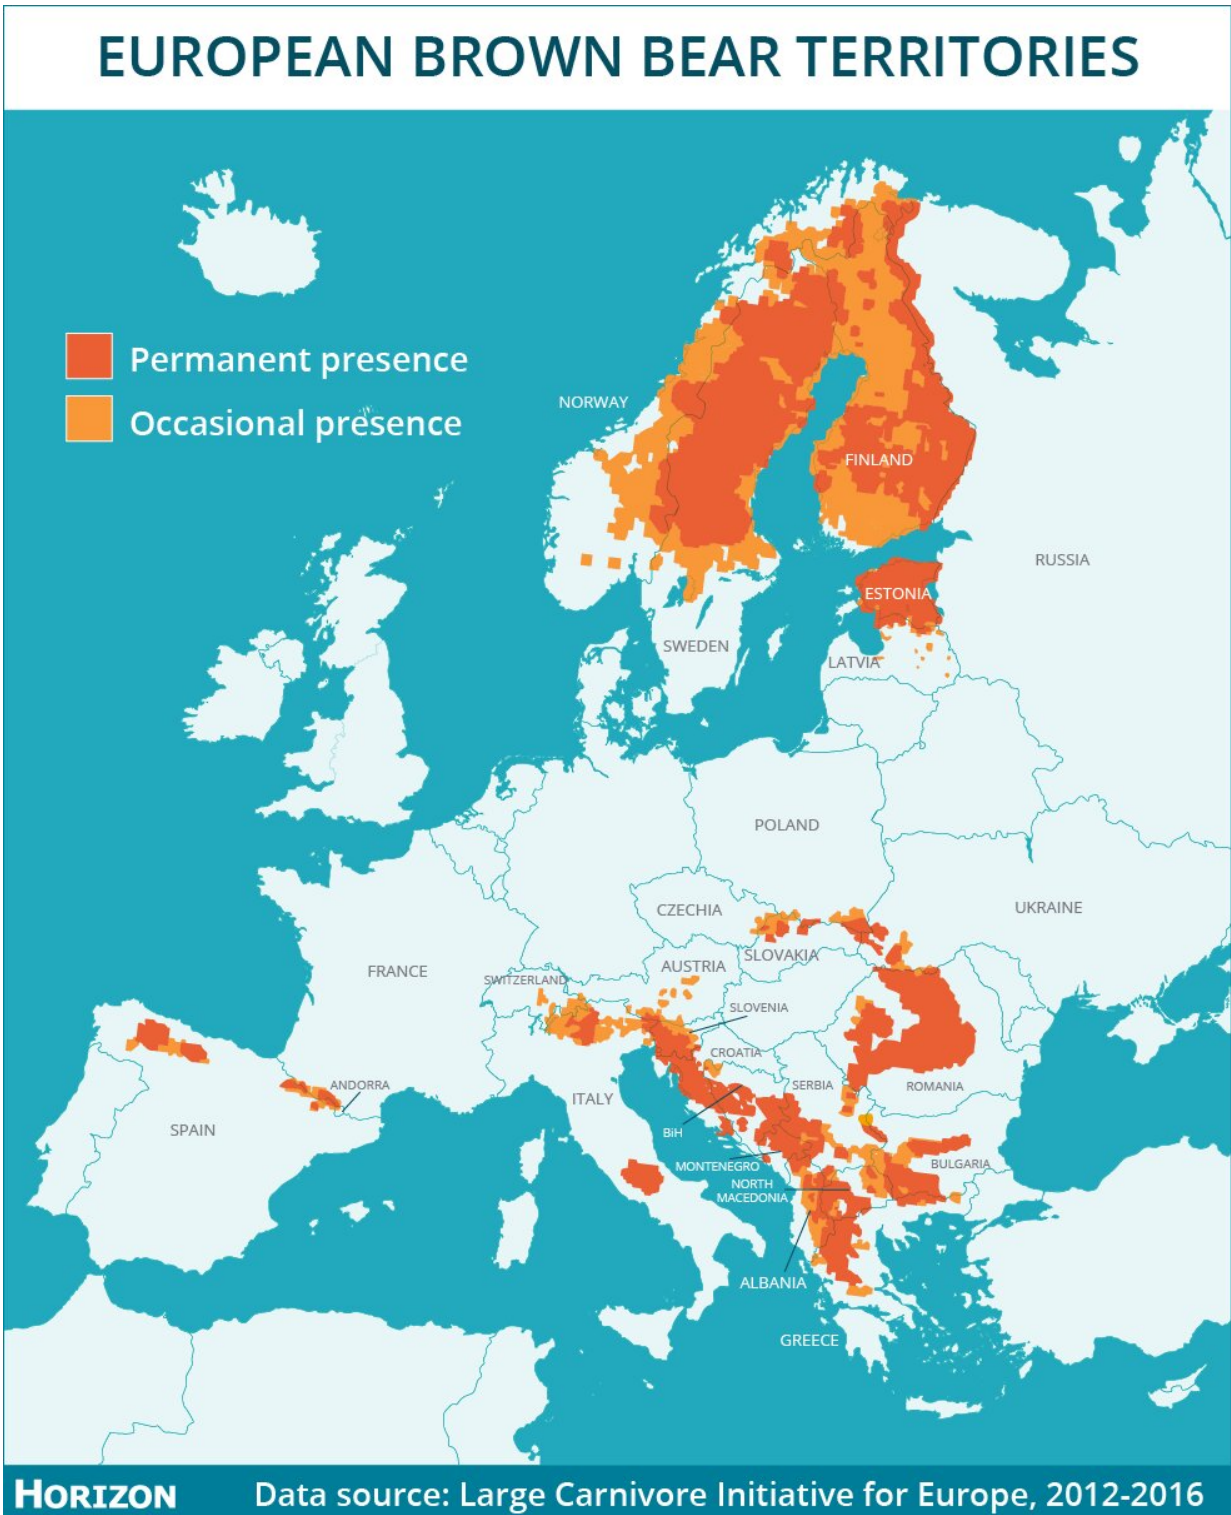 EUROPEAN BROWN BEAR TERRITORIES
Permanent presence
Occasional presence
NORWAY
FINLAND
RUSSIA
ESTONIA
SWEDEN
LATVIA
POLAND
CZECHIA
UKRAINE
SLOVAKIA
AUSTRIA
FRANCE
SWITZERLAND
SLOVENIA
CROATIA
ANDORRA
SERBIA
ROMANIA
ITALY
SPAIN
BiH
MONTENEGRO
BULGARIA
NORTH
MACEDONIA
ALBANIA
GREECE
HORIZON
Data source: Large Carnivore Initiative for Europe, 2012-2016